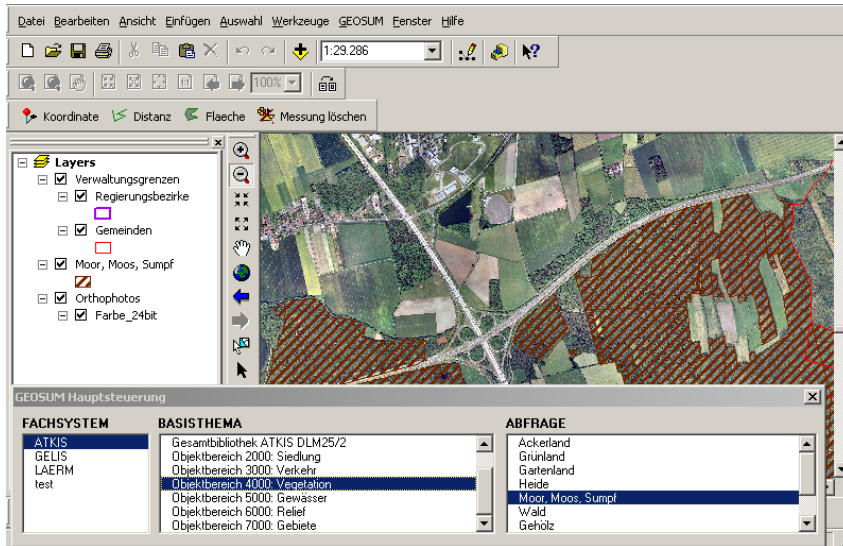 Datei Bearbeiten Ansicht Einfügen Auswahl Werkzeuge GEOSUM Fenster Hilfe
1:29.286
1:1 100%
Koordinate Distanz Flaeche Messung löschen
Layers
Verwaltungsgrenzen
Regierungsbezirke
Gemeinden
Moor, Moos, Sumpf
Orthophotos
Farbe_24bit
GEOSUM Hauptsteuerung
FACHSYSTEM
ATKIS
GELIS
LAERM
test
BASISTHEMA
Gesamtbibliothek ATKIS DLM25/2
Objektbereich 2000: Siedlung
Objektbereich 3000: Verkehr
Objektbereich 4000: Vegetation
Objektbereich 5000: Gewässer
Objektbereich 6000: Relief
Objektbereich 7000: Gebiete
ABFRAGE
Ackerland
Grünland
Gartenland
Heide
Moor, Moos, Sumpf
Wald
Gehölz